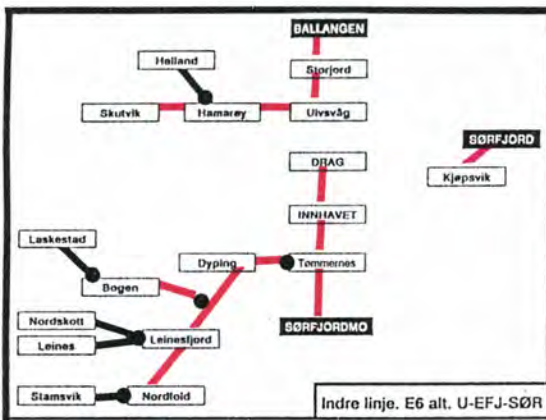 BALLANGEN
Helland
Storjord
Skutvik
Hamarøy
Ulvsvåg
SØRFJORD
DRAG
Kjøpsvik
INNHAVET
Laskestad
Dyping
Tømmernes
Bogen
Nordskott
SØRFJORDMO
Leinesfjord
Leines
Stamsvik
Nordfold
Indre linje. E6 alt. U-EFJ-SØR